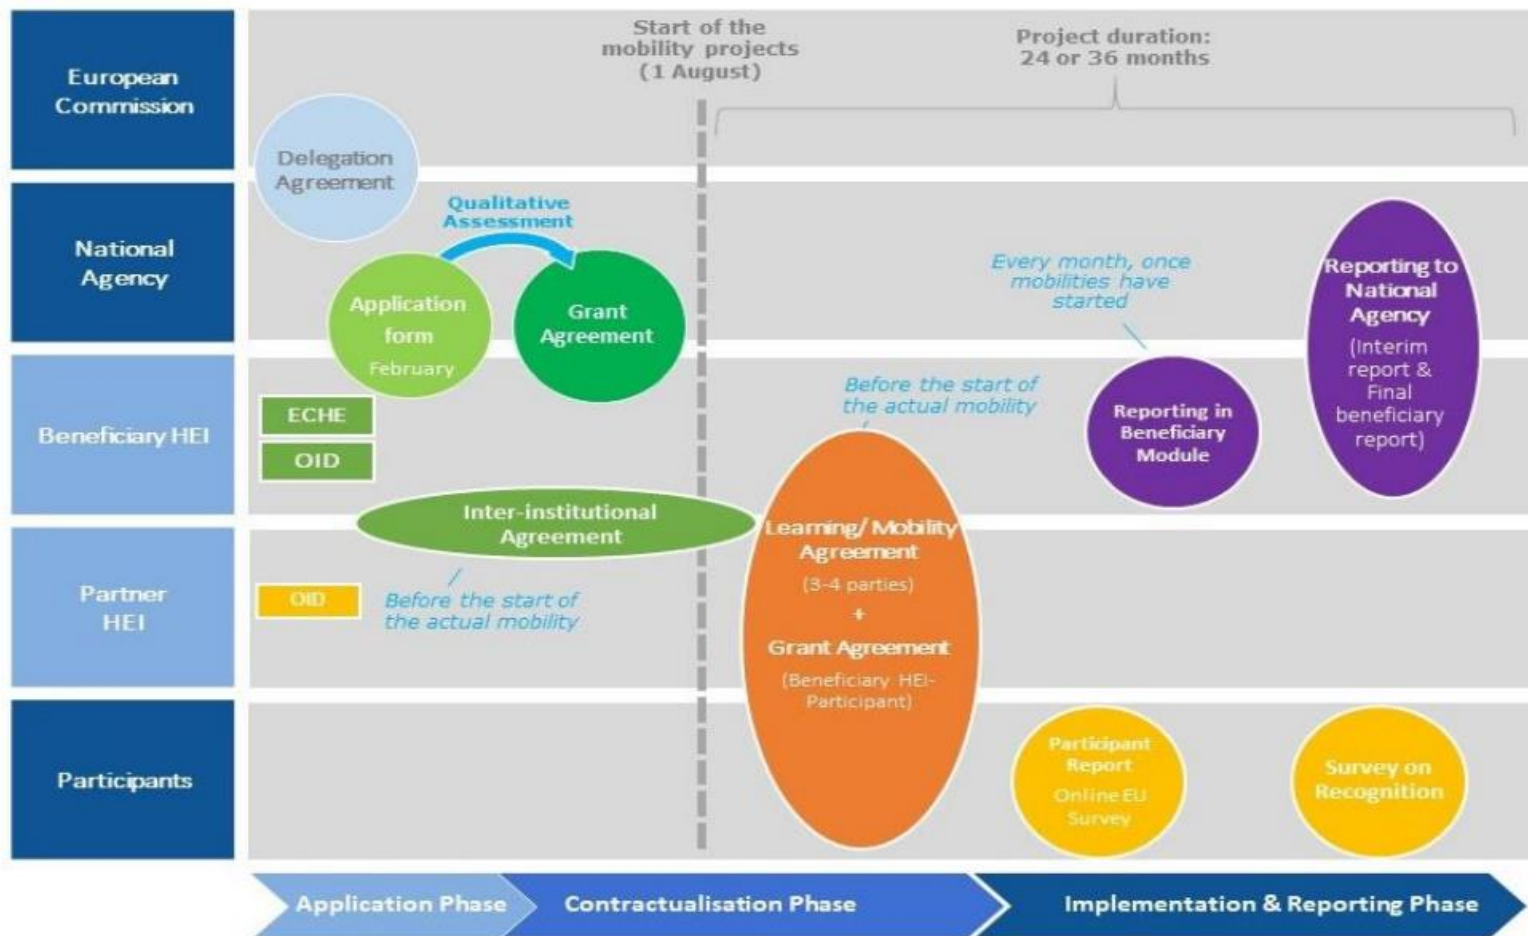 European
Commission
National
Agency
Beneficiary HEI
Partner
HEI
Participants
Start of the
mobility projects
(1 August)
Project duration:
24 or 36 months
Delegation
Agreement
Qualitative
Assessment
Application
form
February
Grant
Agreement
Every month, once
mobilities have
started
Reporting to
National
Agency
(Interim
report &
Final
beneficiary
report)
ECHE
OID
Before the start of
the actual mobility
Reporting in
Beneficiary
Module
Inter-institutional
Agreement
Learning/Mobility
Agreement
(3-4 parties)
+
Grant Agreement
(Beneficiary HEI-
Participant)
OID
Before the start of
the actual mobility
Participant
Report
Online EU
Survey
Survey on
Recognition
Application Phase
Contractualisation Phase
Implementation & Reporting Phase